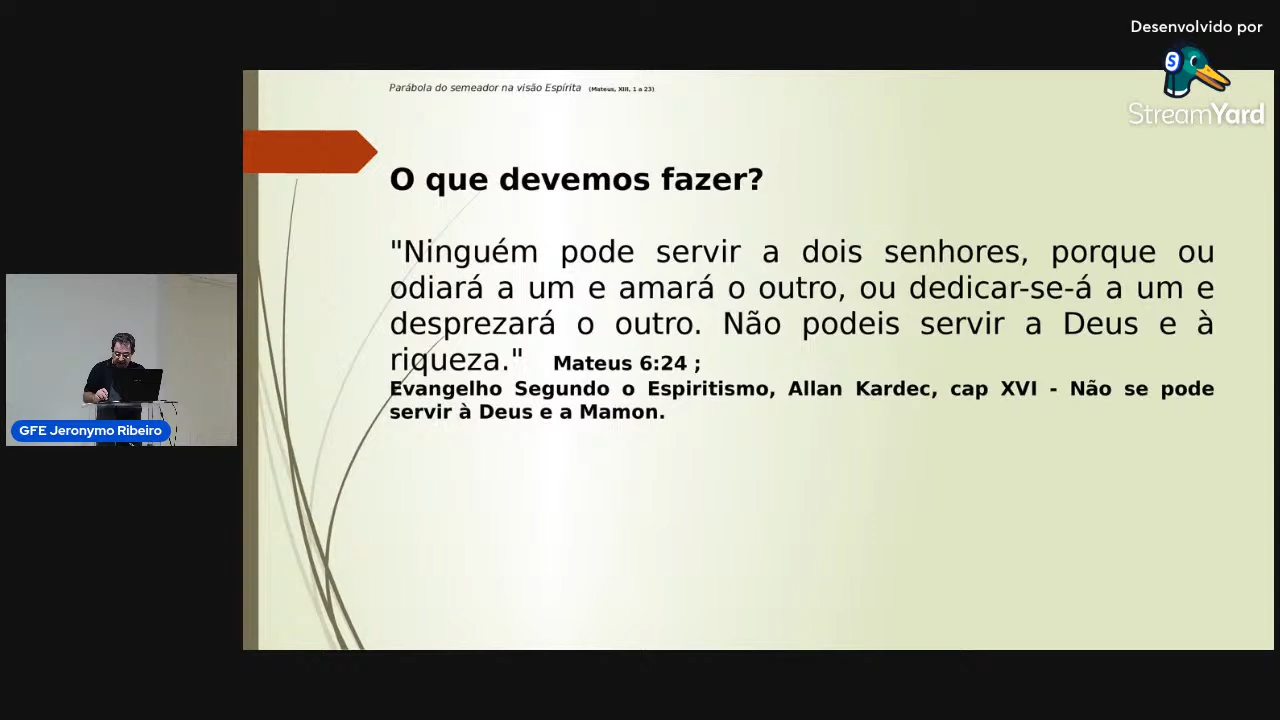 Desenvolvido por
StreamYard
Parábola do semeador na visão Espírita (Mateus, XIII, 1 a 23)
O que devemos fazer?
"Ninguém pode servir a dois senhores, porque ou
odiará a um e amará o outro, ou dedicar-se-á a um e
desprezará o outro. Não podeis servir a Deus e à
riqueza." Mateus 6:24 ;
Evangelho Segundo o Espiritismo, Allan Kardec, cap XVI - Não se pode
servir à Deus e a Mamon.
GFE Jeronymo Ribeiro